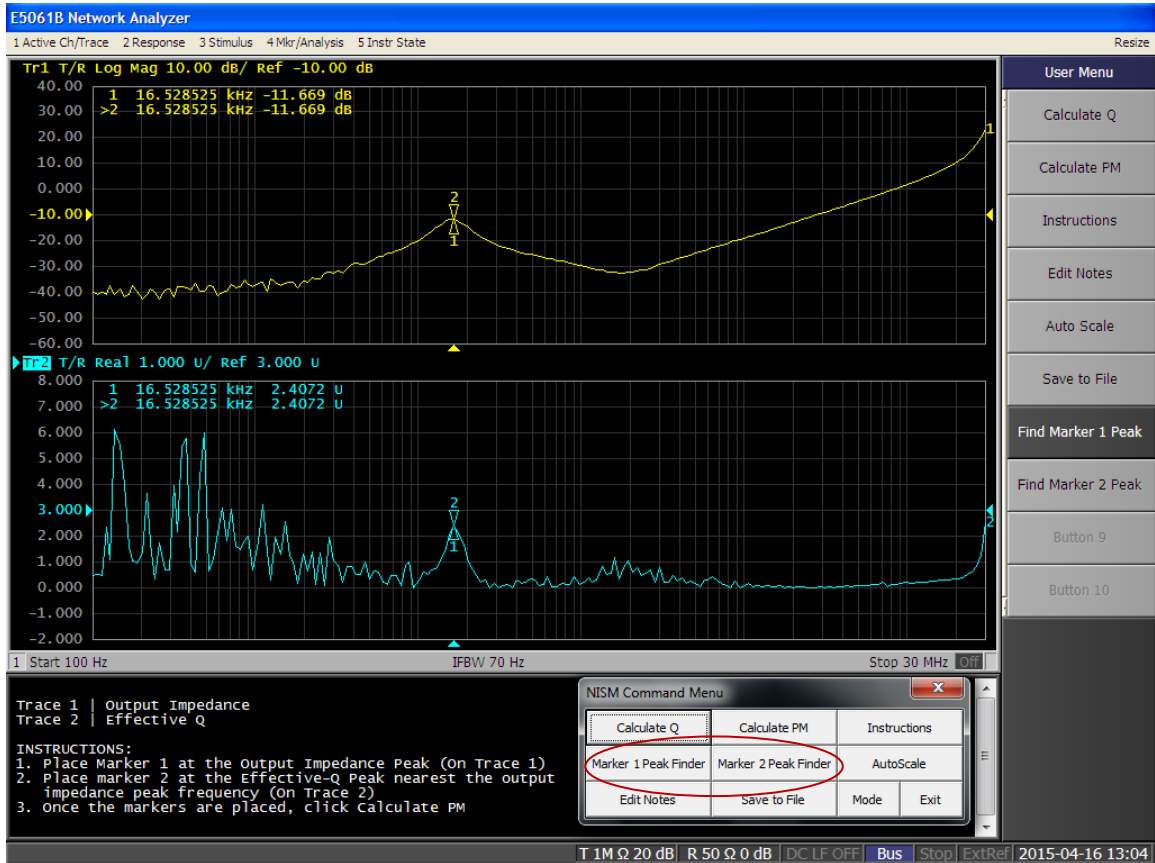 E5061B Network Analyzer
1 Active Ch/Trace 2 Response 3 Stimulus 4 Mkr/Analysis 5 Instr State Resize
Tr1 T/R Log Mag 10.00 dB/ Ref -10.00 dB
40.00
1 16.528525 kHz -11.669 dB
30.00
>2 16.528525 kHz -11.669 dB
20.00
1
10.00
0.000
2
-10.00
-20.00
1
-30.00
-40.00
-50.00
-60.00
Tr2 T/R Real 1.000 U/ Ref 3.000 U
8.000
1 16.528525 kHz 2.4072 U
7.000
>2 16.528525 kHz 2.4072 U
6.000
5.000
4.000
3.000
2
2
2.000
1
1.000
0.000
-1.000
-2.000
1 Start 100 Hz IFBW 70 Hz Stop 30 MHz Off
User Menu
Calculate Q
Calculate PM
Instructions
Edit Notes
Auto Scale
Save to File
Find Marker 1 Peak
Find Marker 2 Peak
Button 9
Button 10
Trace 1 | Output Impedance
Trace 2 | Effective Q
INSTRUCTIONS:
1. Place Marker 1 at the Output Impedance Peak (On Trace 1)
2. Place marker 2 at the Effective-Q Peak nearest the output
impedance peak frequency (On Trace 2)
3. Once the markers are placed, click Calculate PM
NISM Command Menu
X
Calculate Q Calculate PM Instructions
Marker 1 Peak Finder Marker 2 Peak Finder AutoScale
Edit Notes Save to File Mode Exit
T 1M Ω 20 dB R 50 Ω 0 dB DC LF OFF Bus Stop ExtRef 2015-04-16 13:04